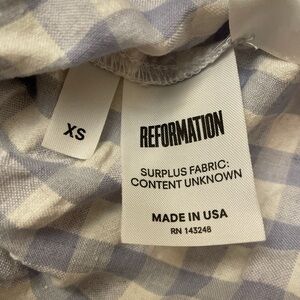 XS
REFORMATION
SURPLUS FABRIC:
CONTENT UNKNOWN
MADE IN USA
RN 143248